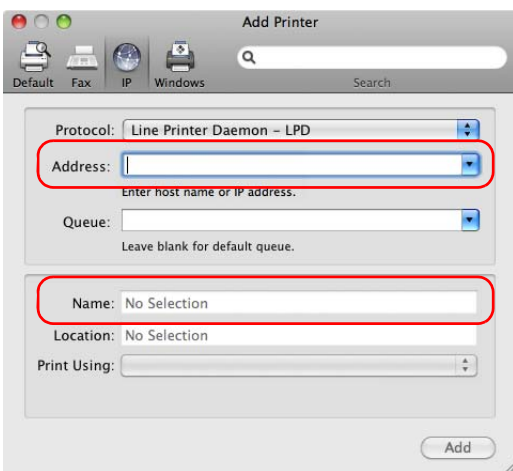 Add Printer
Default Fax IP Windows Search
Protocol: Line Printer Daemon – LPD
Address:
Enter host name or IP address.
Queue:
Leave blank for default queue.
Name: No Selection
Location: No Selection
Print Using:
Add